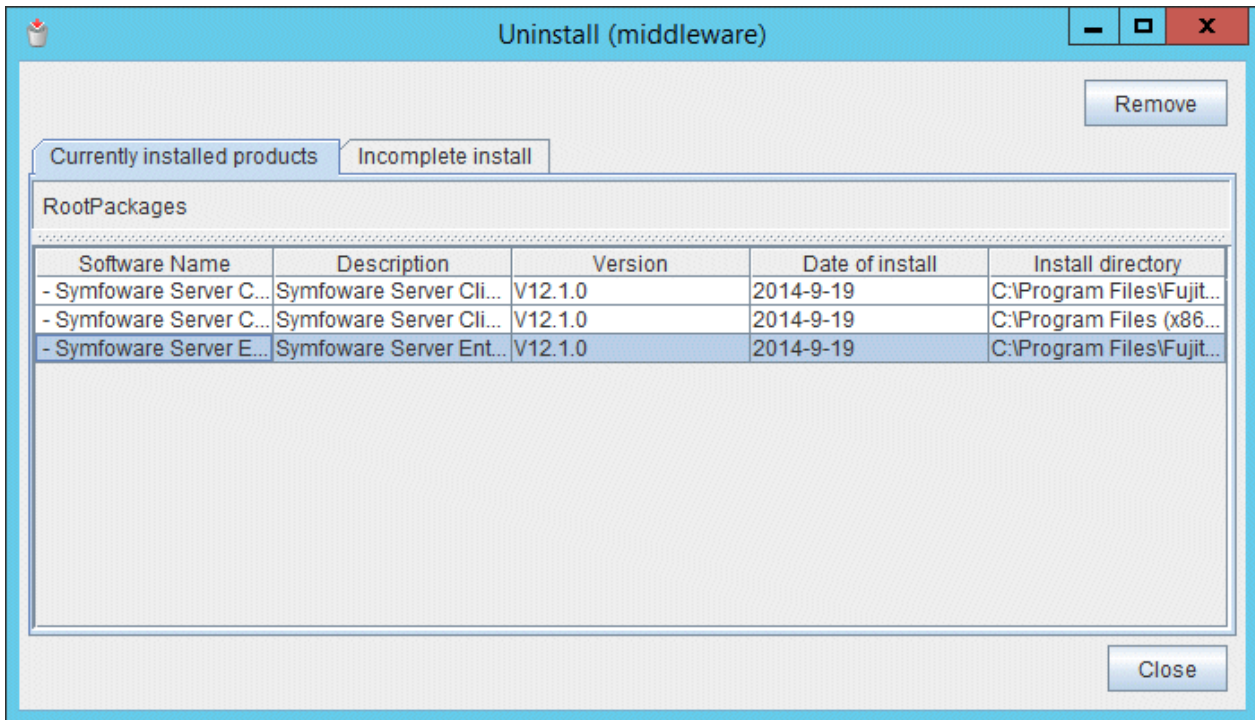 Uninstall (middleware)
Remove
Currently installed products Incomplete install
RootPackages
Software Name Description Version Date of install Install directory
- Symfoware Server C... Symfoware Server Cli... V12.1.0 2014-9-19 C:\Program Files\Fujit...
- Symfoware Server C... Symfoware Server Cli... V12.1.0 2014-9-19 C:\Program Files (x86...
- Symfoware Server E... Symfoware Server Ent... V12.1.0 2014-9-19 C:\Program Files\Fujit...
Close